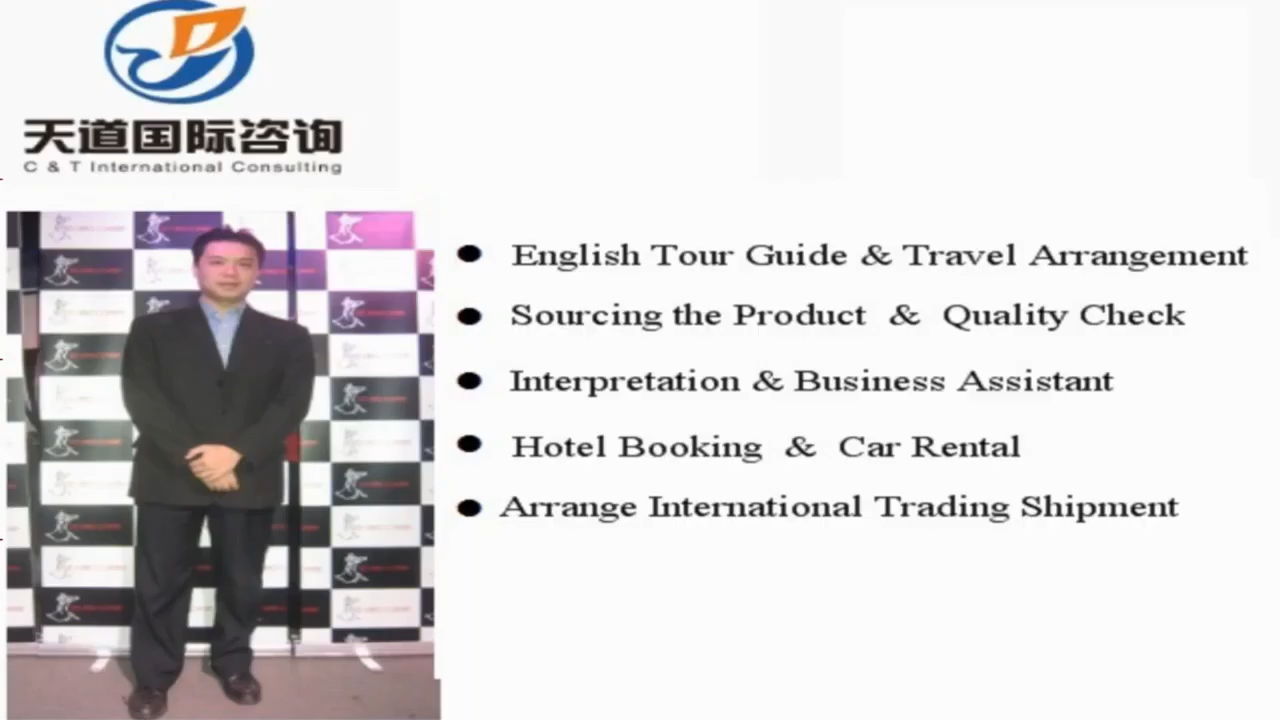 天道国际咨询
C & T International Consulting
● English Tour Guide & Travel Arrangement
● Sourcing the Product & Quality Check
● Interpretation & Business Assistant
● Hotel Booking & Car Rental
● Arrange International Trading Shipment